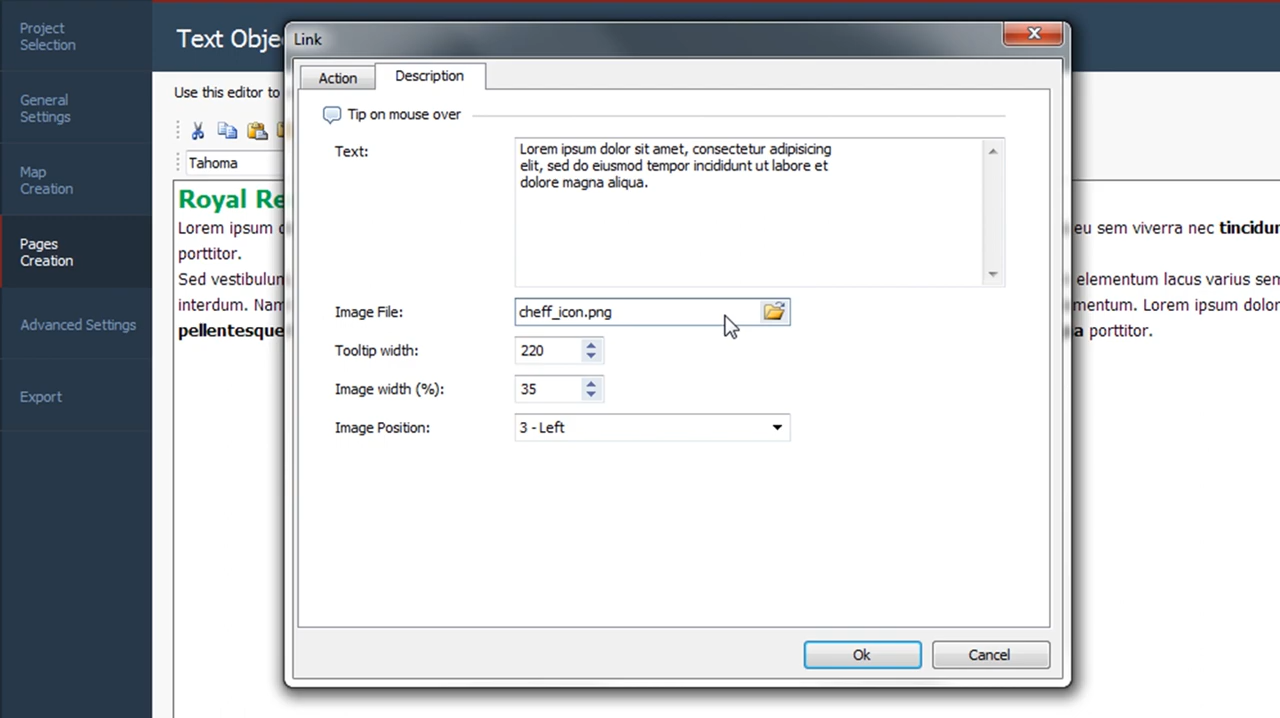 Project
Selection
General
Settings
Map
Creation
Pages
Creation
Advanced Settings
Export
Text Obje
Use this editor to
Tahoma
Royal Re
Lorem ipsum
porttitor.
Sed vestibulun
interdum. Nam
pellentesque
Link
Action
Description
Tip on mouse over
Text:
Lorem ipsum dolor sit amet, consectetur adipisicing
elit, sed do eiusmod tempor incididunt ut labore et
dolore magna aliqua.
Image File:
cheff_icon.png
Tooltip width:
220
Image width (%):
35
Image Position:
3 - Left
Ok
Cancel
eu sem viverra nec tincidun
elementum lacus varius sem
mentum. Lorem ipsum dolor
a porttitor.